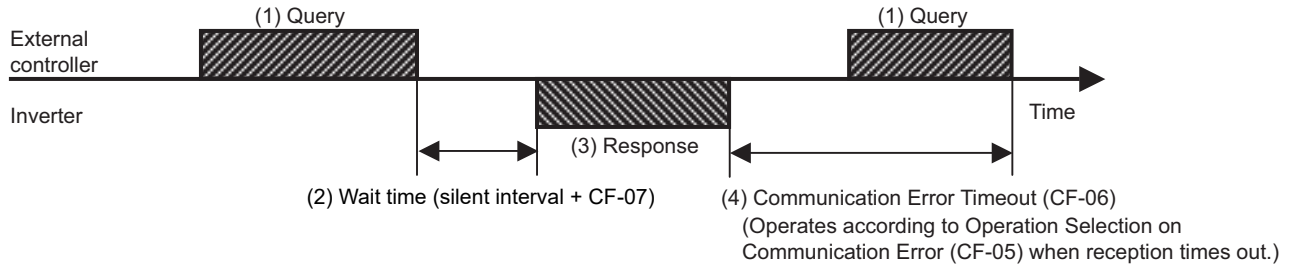 (1) Query
(1) Query
External
controller
Inverter
Time
(3) Response
(2) Wait time (silent interval + CF-07)
(4) Communication Error Timeout (CF-06)
(Operates according to Operation Selection on
Communication Error (CF-05) when reception times out.)